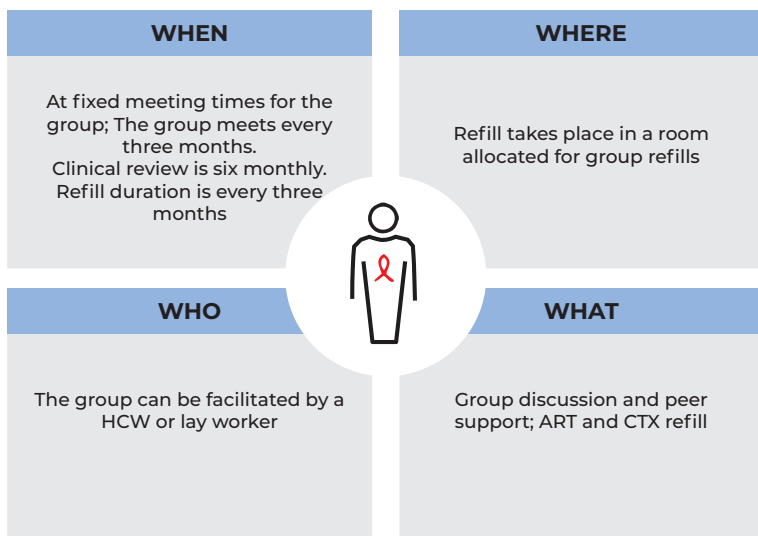 WHEN
At fixed meeting times for the
group; The group meets every
three months.
Clinical review is six monthly.
Refill duration is every three
months
WHERE
Refill takes place in a room
allocated for group refills
WHO
The group can be facilitated by a
HCW or lay worker
WHAT
Group discussion and peer
support; ART and CTX refill